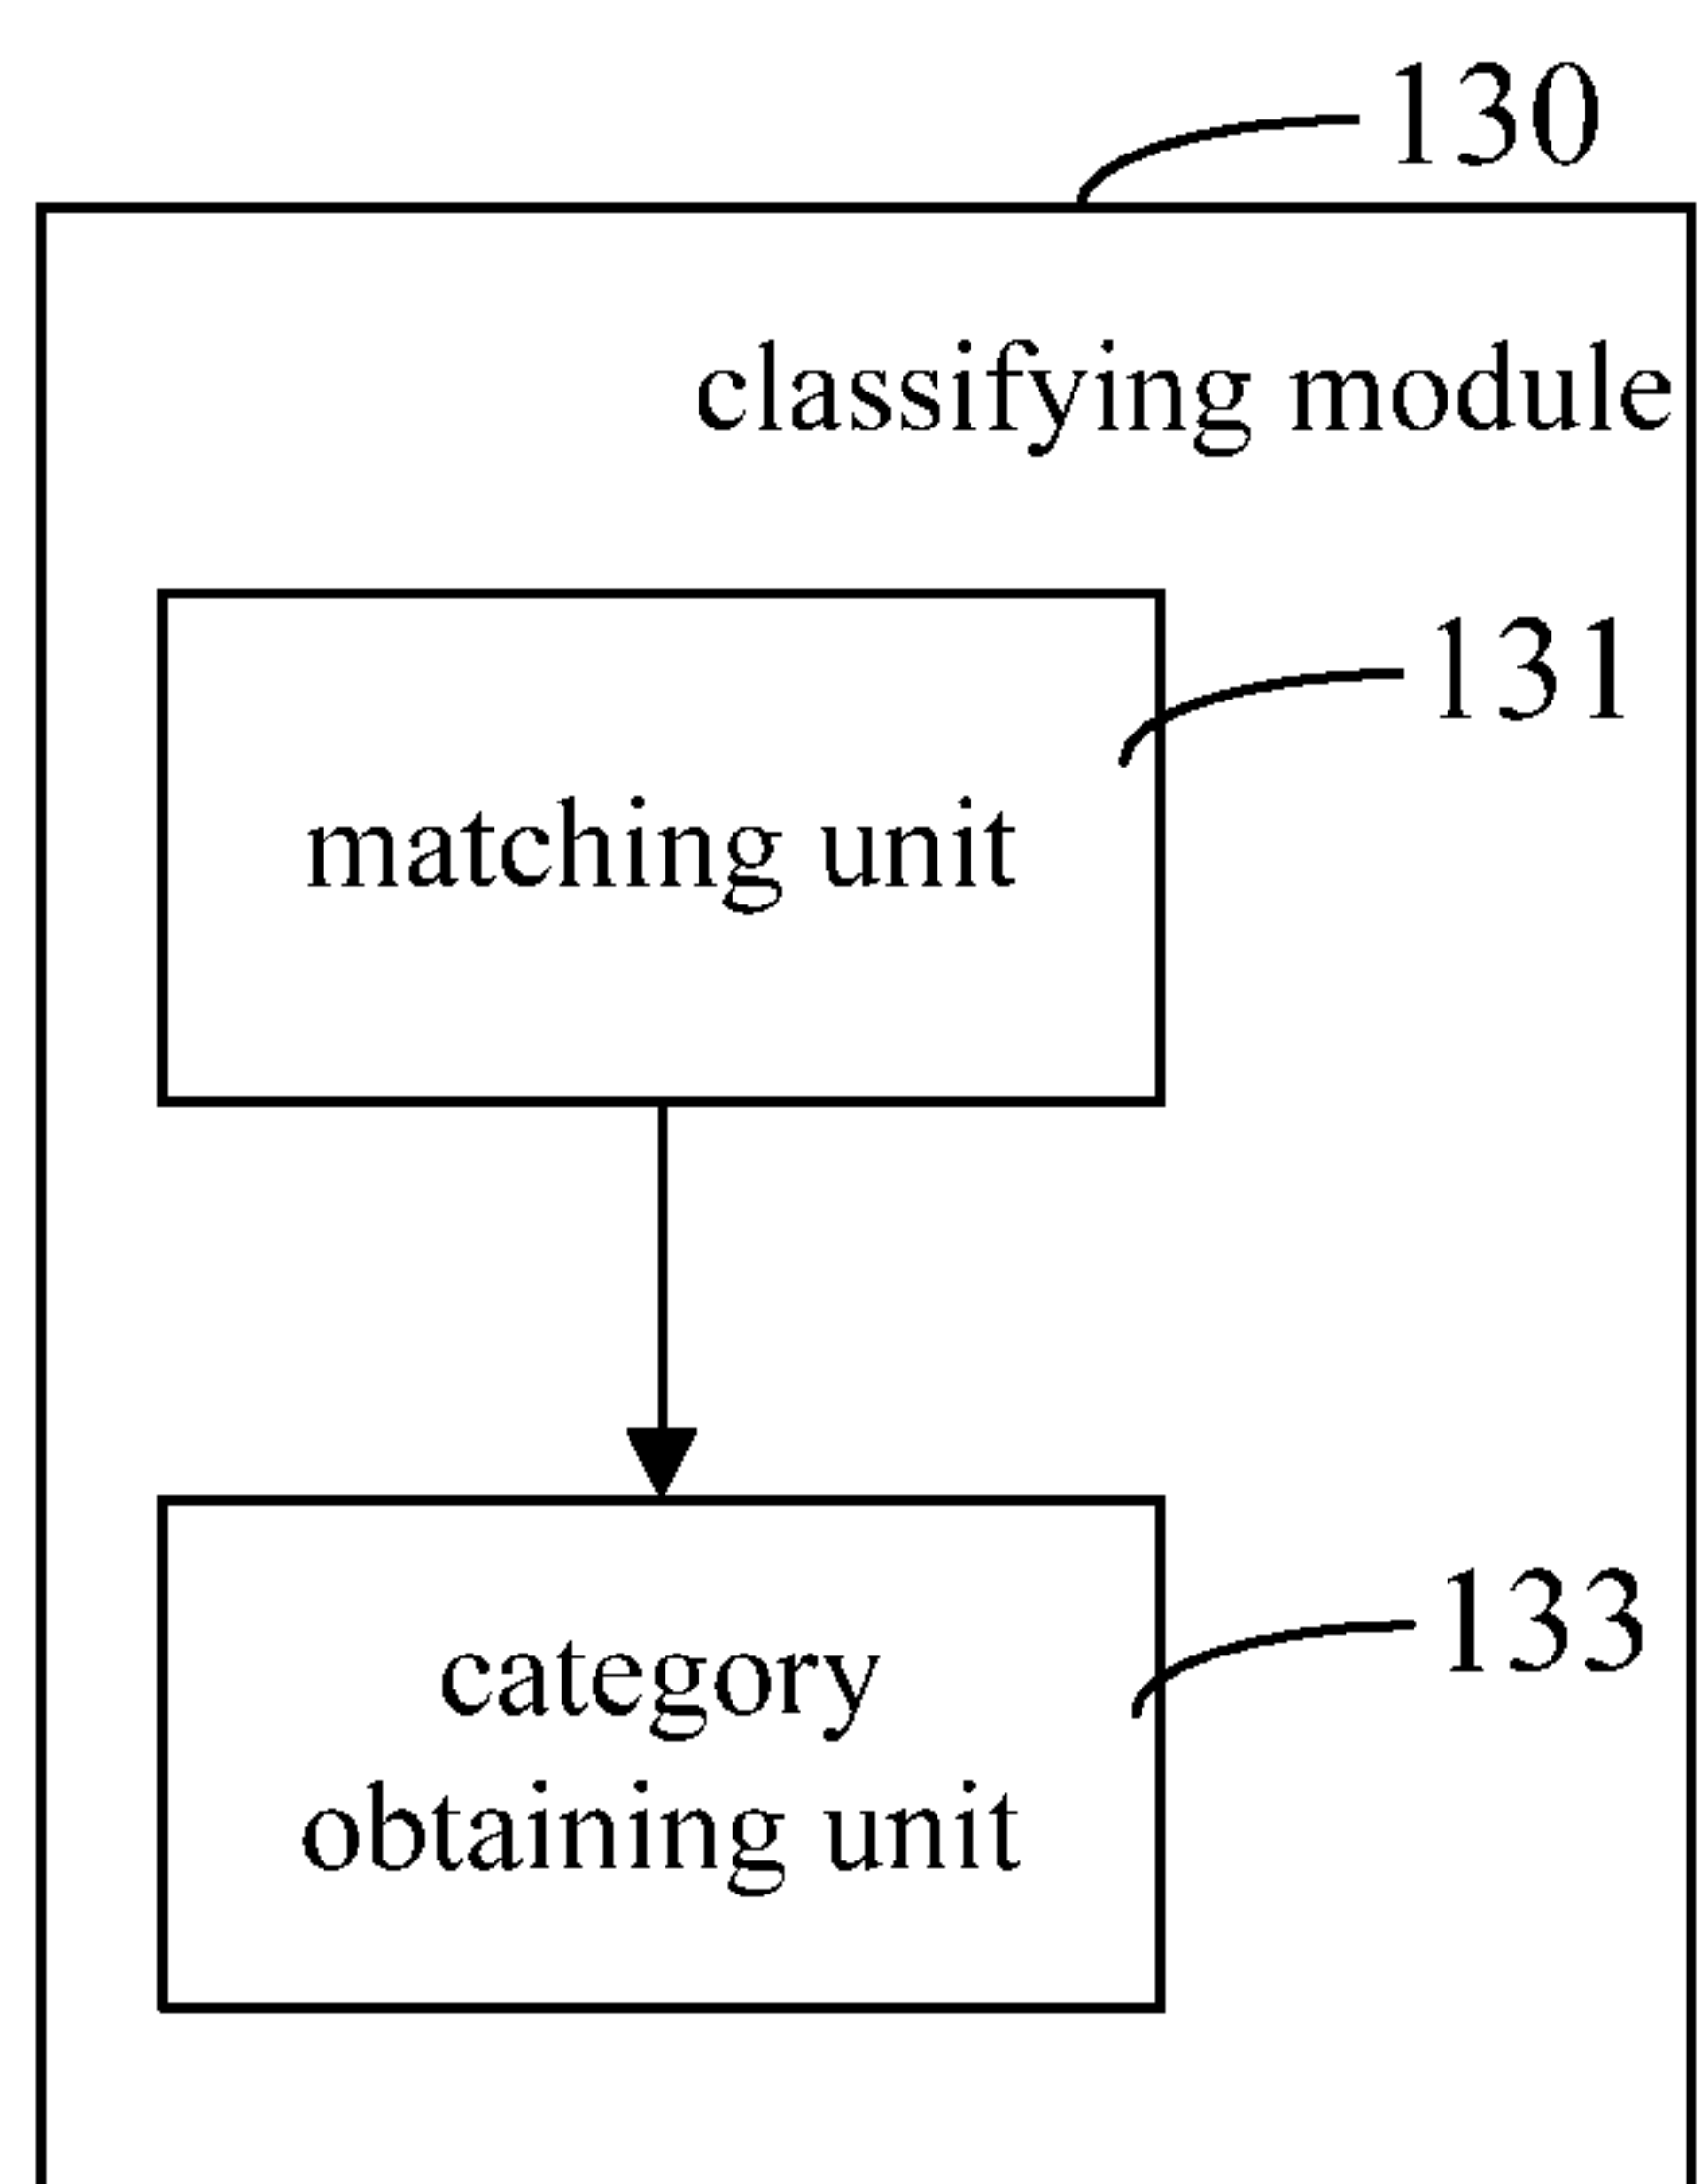 130
classifying module
131
matching unit
133
category
obtaining unit